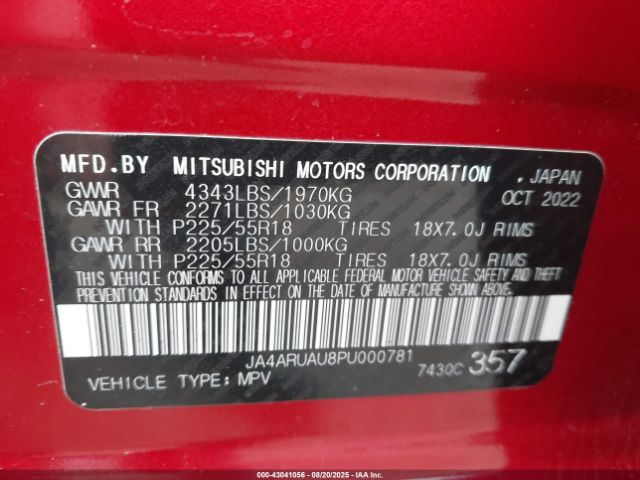 MFD.BY MITSUBISHI MOTORS CORPORATION . JAPAN
GVWR 4343LBS/1970KG OCT 2022
GAWR FR 2271LBS/1030KG
WITH P225/55R18 TIRES 18X7.0J RIMS
GAWR RR 2205LBS/1000KG
WITH P225/55R18 TIRES 18X7.0J RIMS
THIS VEHICLE CONFORMS TO ALL APPLICABLE FEDERAL MOTOR VEHICLE SAFETY AND THEFT
PREVENTION STANDARDS IN EFFECT ON THE DATE OF MANUFACTURE SHOWN ABOVE.
JA4ARUAU8PU000781 7430C 357
VEHICLE TYPE: MPV
000-43041056 - 08/20/2025 - IAAI.COM